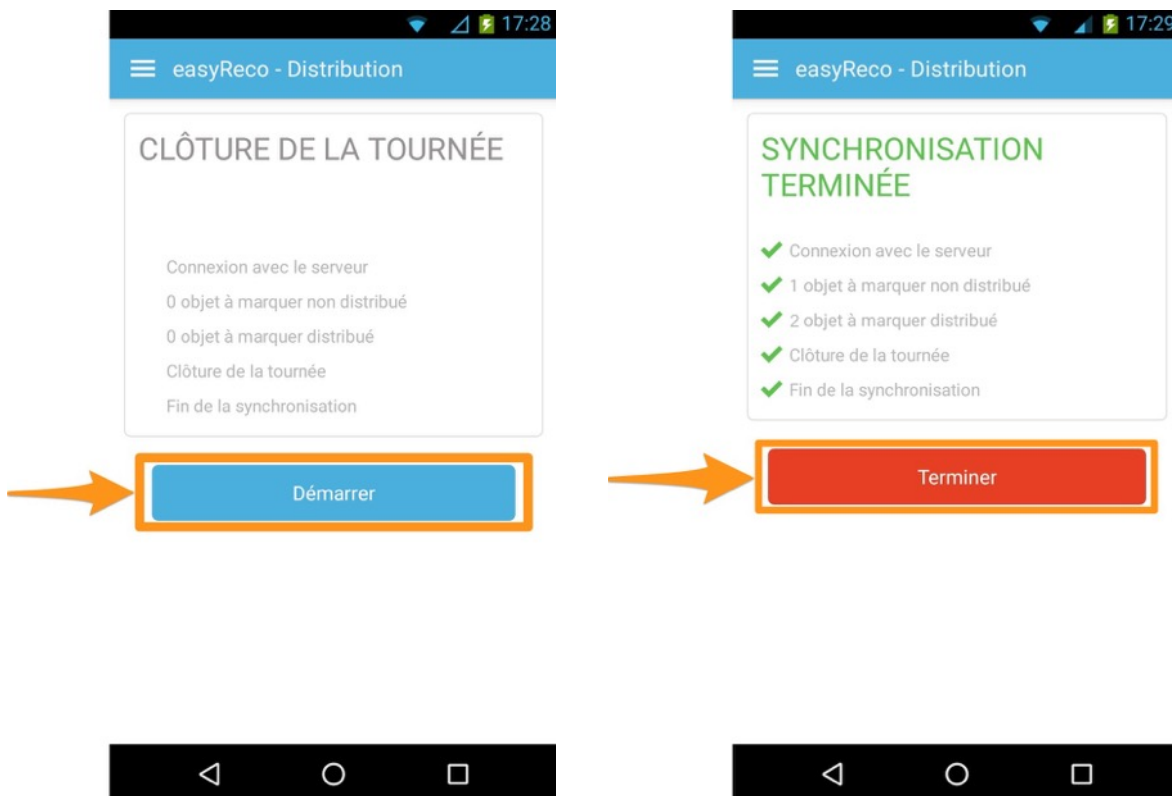 17:28
easyReco - Distribution
CLÔTURE DE LA TOURNÉE
Connexion avec le serveur
0 objet à marquer non distribué
0 objet à marquer distribué
Clôture de la tournée
Fin de la synchronisation
Démarrer
17:29
easyReco - Distribution
SYNCHRONISATION
TERMINÉE
Connexion avec le serveur
1 objet à marquer non distribué
2 objet à marquer distribué
Clôture de la tournée
Fin de la synchronisation
Terminer